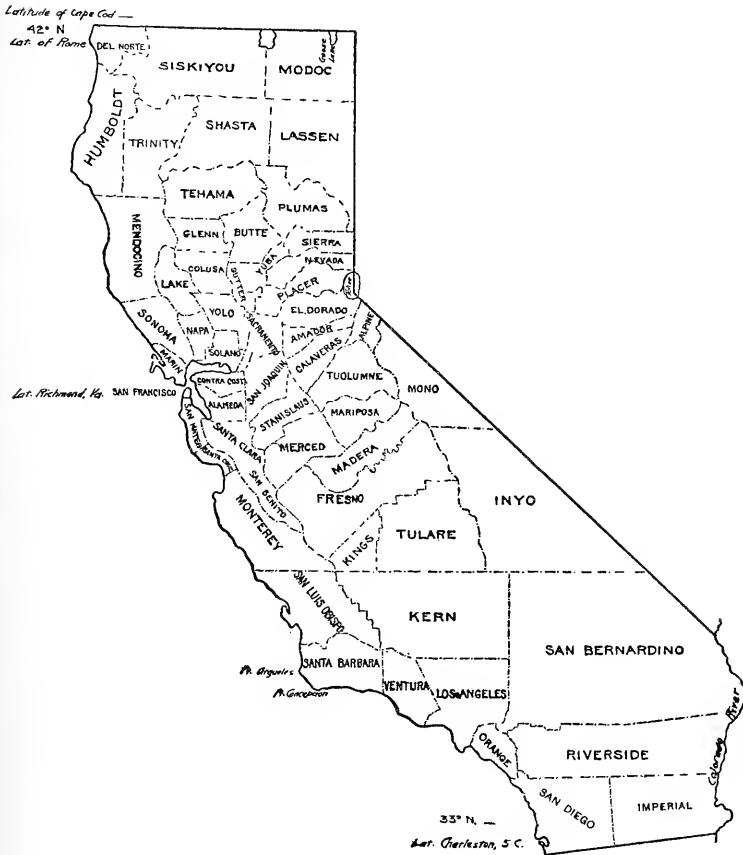 Latitude of Cape Cod
42° N
Lat. of Rome
DEL NORTE
SISKIYOU
MODOC
Goose Lake
HUMBOLDT
TRINITY
SHASTA
LASSEN
TEHAMA
PLUMAS
MENDOCINO
GLENN
BUTTE
SIERRA
NEVADA
YUBA
COLUSA
SUTTER
PLACER
LAKE
EL DORADO
YOLO
SONOMA
NAPA
SACRAMENTO
AMADOR
ALPINE
SOLANO
CALAVERAS
MARIN
SAN JOAQUIN
TUOLUMNE
MONO
CONTRA COSTA
Lat. Richmond, Va.
SAN FRANCISCO
ALAMEDA
STANISLAUS
MARIPOSA
SAN MATEO
SANTA CLARA
SANTA CRUZ
MERCED
MADERA
SAN BENITO
FRESNO
INYO
MONTEREY
KINGS
TULARE
SAN LUIS OBISPO
KERN
SAN BERNARDINO
SANTA BARBARA
Pt. Argueles
Pt. Concepcion
VENTURA
LOS ANGELES
Colorado River
ORANGE
RIVERSIDE
SAN DIEGO
IMPERIAL
33° N.
Lat. Charleston, S.C.